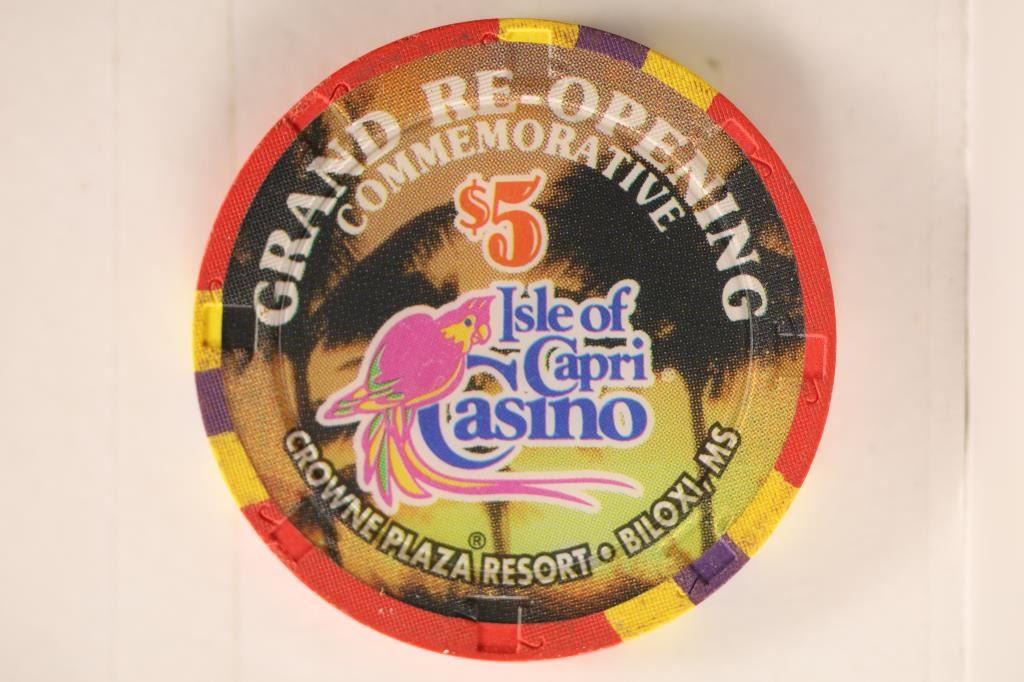 GRAND RE-OPENING
COMMEMORATIVE
$5
Isle of
Capri
Casino
CROWNE PLAZA® RESORT • BILOXI, MS